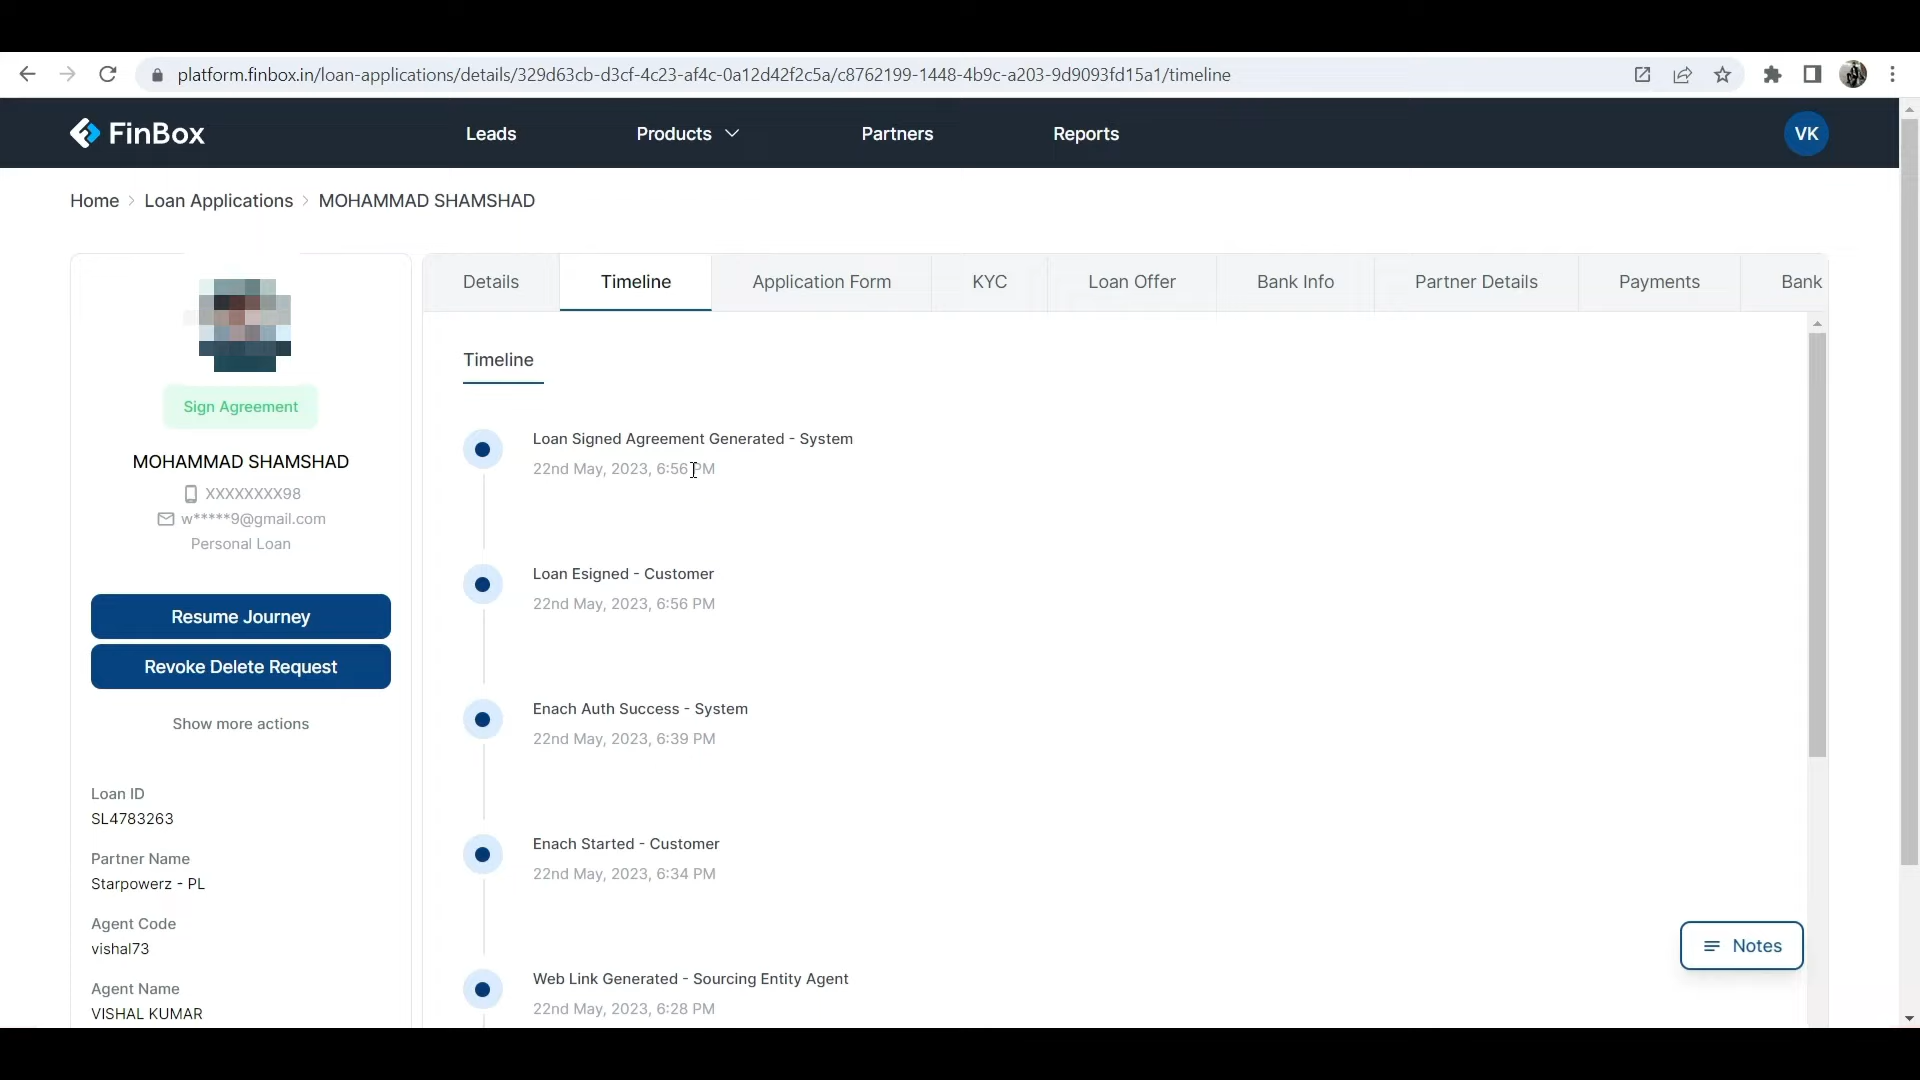 platform.finbox.in/loan-applications/details/329d63cb-d3cf-4c23-af4c-0a12d42f2c5a/c8762199-1448-4b9c-a203-9d9093fd15a1/timeline
FinBox
Leads
Products
Partners
Reports
VK
Home > Loan Applications > MOHAMMAD SHAMSHAD
Details
Timeline
Application Form
KYC
Loan Offer
Bank Info
Partner Details
Payments
Bank
Sign Agreement
MOHAMMAD SHAMSHAD
XXXXXXXX98
w*****9@gmail.com
Personal Loan
Resume Journey
Revoke Delete Request
Show more actions
Loan ID
SL4783263
Partner Name
Starpowerz - PL
Agent Code
vishal73
Agent Name
VISHAL KUMAR
Timeline
Loan Signed Agreement Generated - System
22nd May, 2023, 6:56 PM
Loan Esigned - Customer
22nd May, 2023, 6:56 PM
Enach Auth Success - System
22nd May, 2023, 6:39 PM
Enach Started - Customer
22nd May, 2023, 6:34 PM
Web Link Generated - Sourcing Entity Agent
22nd May, 2023, 6:28 PM
Notes